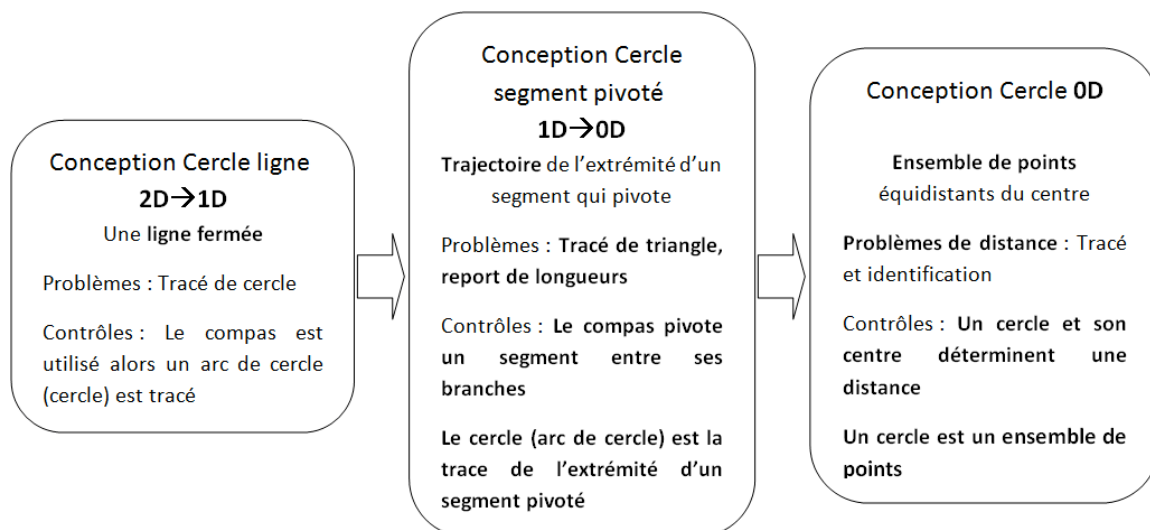 Conception Cercle ligne
2D→1D
Une ligne fermée
Problèmes : Tracé de cercle
Contrôles : Le compas est
utilisé alors un arc de cercle
(cercle) est tracé
Conception Cercle
segment pivoté
1D→0D
Trajectoire de l'extrémité d'un
segment qui pivote
Problèmes : Tracé de triangle,
report de longueurs
Contrôles : Le compas pivote
un segment entre ses
branches
Le cercle (arc de cercle) est la
trace de l'extrémité d'un
segment pivoté
Conception Cercle 0D
Ensemble de points
équidistants du centre
Problèmes de distance : Tracé
et identification
Contrôles : Un cercle et son
centre déterminent une
distance
Un cercle est un ensemble de
points